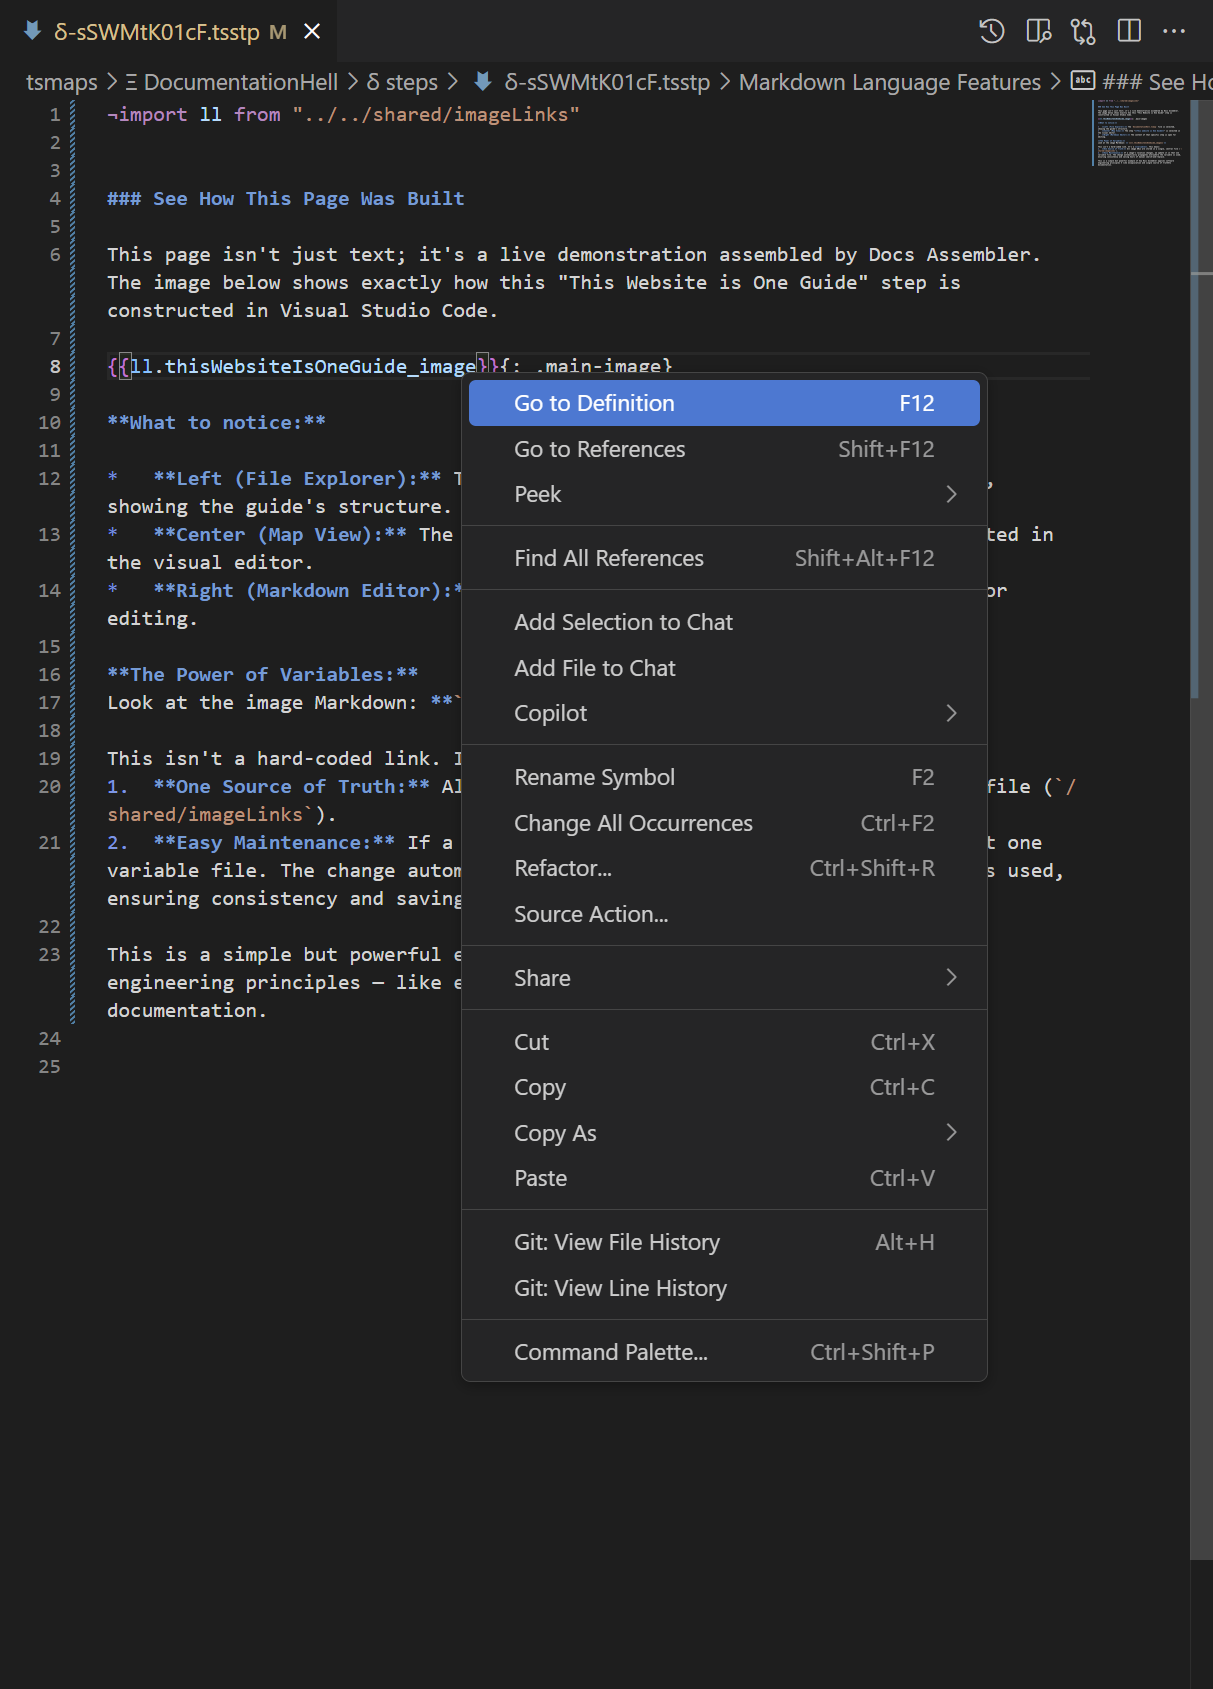 δ-sSWMtK01cF.tsstp M
tsmaps > Ξ DocumentationHell > δ steps > δ-sSWMtK01cF.tsstp > Markdown Language Features > abc ### See Ho
1 ¬import ll from "../../shared/imageLinks"
2
3
4 ### See How This Page Was Built
5
6 This page isn't just text; it's a live demonstration assembled by Docs Assembler.
The image below shows exactly how this "This Website is One Guide" step is
constructed in Visual Studio Code.
7
8 {{ll.thisWebsiteIsOneGuide_image}}{: .main-image}
9
10 **What to notice:**
11
12 *   **Left (File Explorer):** T ,
showing the guide's structure.
13 *   **Center (Map View):** The ted in
the visual editor.
14 *   **Right (Markdown Editor):* or
editing.
15
16 **The Power of Variables:**
17 Look at the image Markdown: **`
18
19 This isn't a hard-coded link. I
20 1.  **One Source of Truth:** Al file (`/
shared/imageLinks`).
21 2.  **Easy Maintenance:** If a t one
variable file. The change autom s used,
ensuring consistency and saving
22
23 This is a simple but powerful e
engineering principles — like e
documentation.
24
25
Go to Definition F12
Go to References Shift+F12
Peek
Find All References Shift+Alt+F12
Add Selection to Chat
Add File to Chat
Copilot
Rename Symbol F2
Change All Occurrences Ctrl+F2
Refactor... Ctrl+Shift+R
Source Action...
Share
Cut Ctrl+X
Copy Ctrl+C
Copy As
Paste Ctrl+V
Git: View File History Alt+H
Git: View Line History
Command Palette... Ctrl+Shift+P